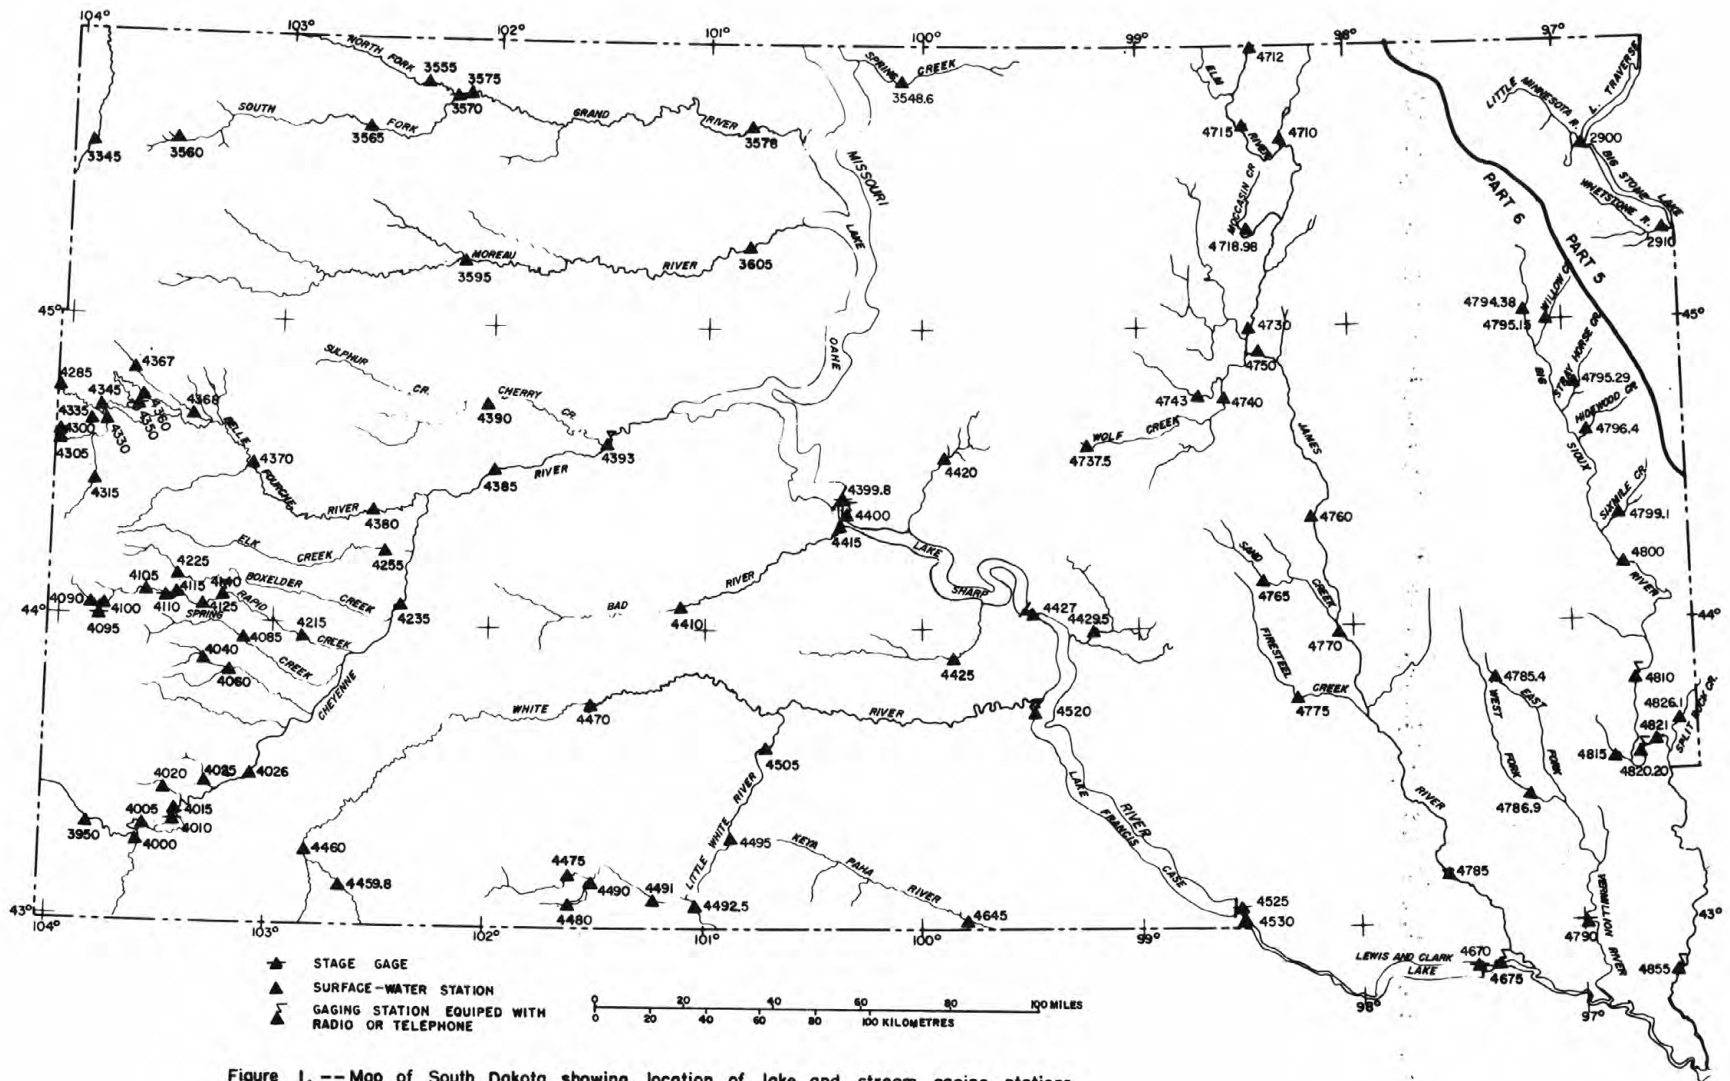 104°
103°
102°
101°
100°
99°
98°
97°
NORTH FORK
3555
3575
3570
SPRING CREEK
3548.6
4712
ELM RIVER
LITTLE MINNESOTA R.
L. TRAVERSE
SOUTH FORK
GRAND RIVER
3345
3560
3565
3578
4715
4710
2900
MISSOURI
MOCCASIN CR
4718.98
PART 6
PART 5
BIG STONE LAKE
WHETSTONE R.
2910
LAKE OAHE
MOREAU RIVER
3595
3605
45°
4794.38
WILLOW CR
4795.15
45°
4730
4750
SULPHUR CR.
CHERRY CR.
4390
STRAY HORSE CR.
4795.29
HIDEWOOD CR.
4796.4
4285
4367
4345
4360
4368
4335
4350
4330
4300
4305
4315
BELLE FOURCHE RIVER
4370
4380
4385
RIVER
4393
4743
4740
WOLF CREEK
4737.5
JAMES
BIG SIOUX
4420
4399.8
4400
4415
LAKE SHARP
4760
SIXMILE CR.
4799.1
4800
RIVER
ELK CREEK
4255
4225
4105
4115
4140
BOXELDER CREEK
4090
4100
4110
4125
RAPID CREEK
4095
44°
SPRING CREEK
4085
4215
4235
4040
4060
CHEYENNE
BAD RIVER
4410
4427
4429.5
4425
SAND CREEK
4765
4770
FIRESTEEL CREEK
4775
44°
4785.4
WEST FORK
EAST FORK
4810
4826.1
4821
4815
4820.20
SPLIT ROCK CR.
WHITE RIVER
4470
4520
4505
LITTLE WHITE RIVER
4020
4025
4026
4005
4015
4010
3950
4000
4460
4459.8
4475
4490
4491
4480
4492.5
4495
KEYA PAHA RIVER
4645
RIVER
LAKE FRANCIS CASE
RIVER
4786.9
4785
4525
4530
VERMILLION RIVER
4790
43°
43°
104°
103°
102°
101°
100°
99°
98°
97°
LEWIS AND CLARK LAKE
4670
4675
4855
STAGE GAGE
SURFACE-WATER STATION
GAGING STATION EQUIPED WITH
RADIO OR TELEPHONE
0 20 40 60 80 100 MILES
0 20 40 60 80 100 KILOMETRES
Figure 1. -- Map of South Dakota showing location of lake and stream gaging stations